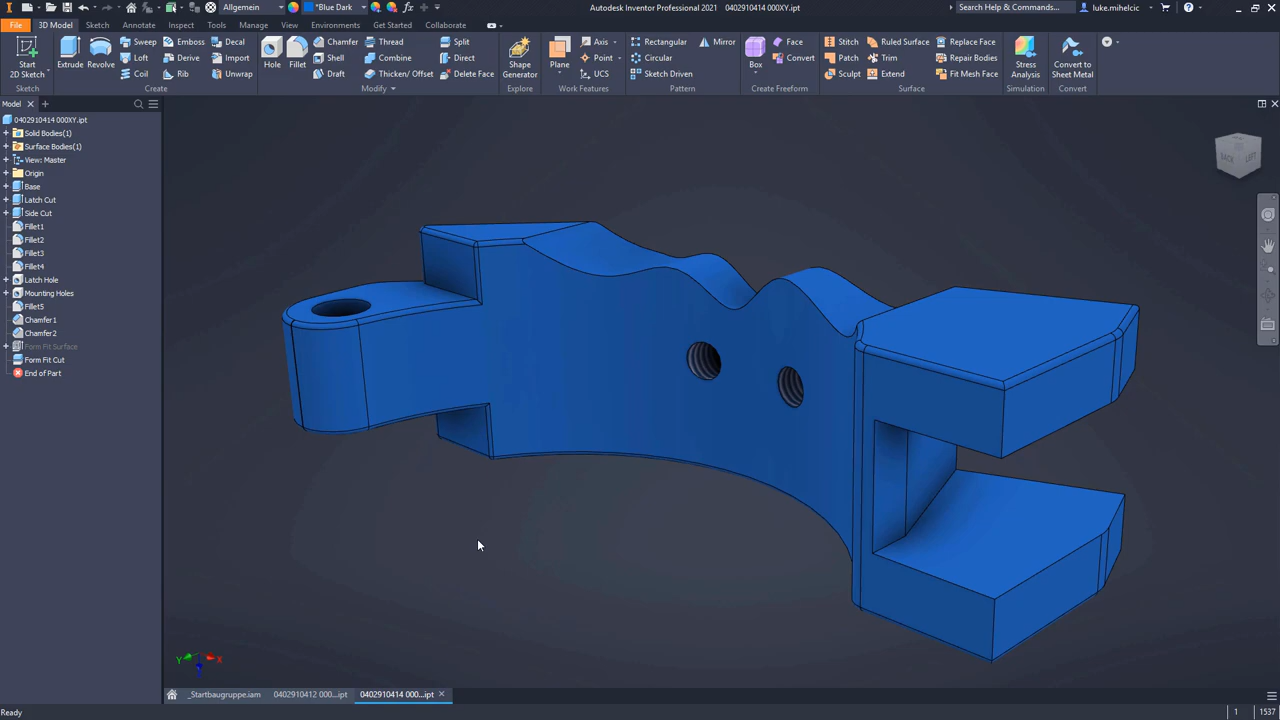 Allgemein
*Blue Dark
Autodesk Inventor Professional 2021 0402910414 000XY.ipt
Search Help & Commands...
luke.mihelcic
File 3D Model Sketch Annotate Inspect Tools Manage View Environments Get Started Collaborate
Start
2D Sketch
Sketch
Extrude
Revolve
Sweep
Loft
Coil
Emboss
Derive
Rib
Decal
Import
Unwrap
Create
Hole
Fillet
Chamfer
Shell
Draft
Thread
Combine
Thicken/ Offset
Split
Direct
Delete Face
Modify
Shape
Generator
Explore
Plane
Axis
Point
UCS
Work Features
Rectangular
Circular
Sketch Driven
Mirror
Pattern
Box
Face
Convert
Create Freeform
Stitch
Patch
Sculpt
Ruled Surface
Trim
Extend
Replace Face
Repair Bodies
Fit Mesh Face
Surface
Stress
Analysis
Simulation
Convert to
Sheet Metal
Convert
Model
0402910414 000XY.ipt
Solid Bodies(1)
Surface Bodies(1)
View: Master
Origin
Base
Latch Cut
Side Cut
Fillet1
Fillet2
Fillet3
Fillet4
Latch Hole
Mounting Holes
Fillet5
Chamfer1
Chamfer2
Form Fit Surface
Form Fit Cut
End of Part
BACK LEFT
Y X
_Startbaugruppe.iam 0402910412 000...ipt 0402910414 000...ipt
Ready
1 1537